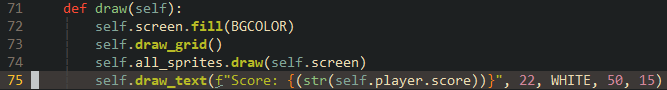 71     def draw(self):
72         self.screen.fill(BGCOLOR)
73         self.draw_grid()
74         self.all_sprites.draw(self.screen)
75         self.draw_text(f"Score: {(str(self.player.score))}", 22, WHITE, 50, 15)